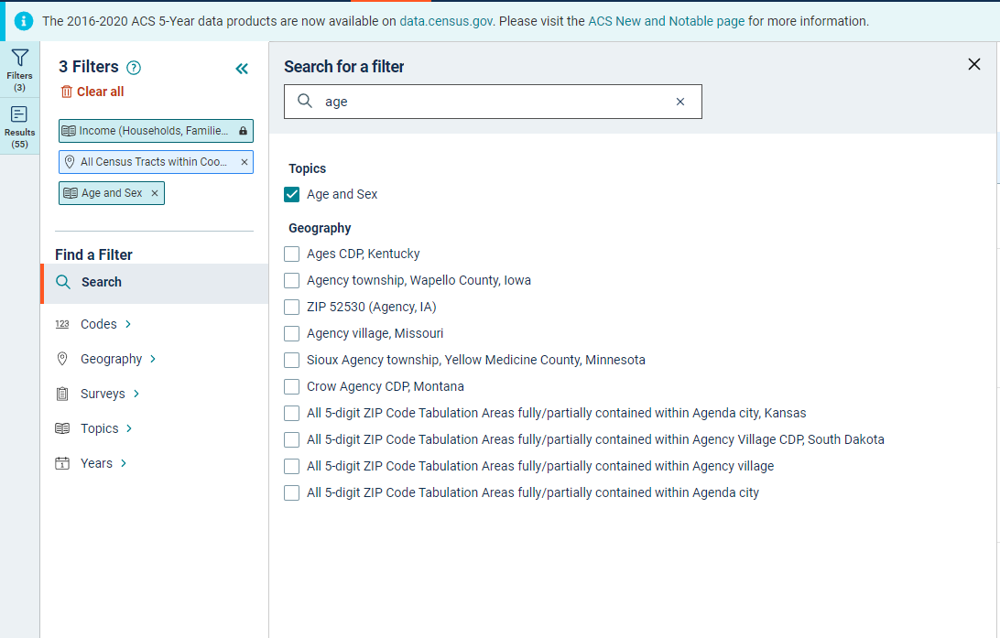 The 2016-2020 ACS 5-Year data products are now available on data.census.gov. Please visit the ACS New and Notable page for more information.
Filters
(3)
Results
(55)
3 Filters
Clear all
Income (Households, Familie...
All Census Tracts within Coo...
Age and Sex
Find a Filter
Search
123 Codes
Geography
Surveys
Topics
Years
Search for a filter
age
Topics
Age and Sex
Geography
Ages CDP, Kentucky
Agency township, Wapello County, Iowa
ZIP 52530 (Agency, IA)
Agency village, Missouri
Sioux Agency township, Yellow Medicine County, Minnesota
Crow Agency CDP, Montana
All 5-digit ZIP Code Tabulation Areas fully/partially contained within Agenda city, Kansas
All 5-digit ZIP Code Tabulation Areas fully/partially contained within Agency Village CDP, South Dakota
All 5-digit ZIP Code Tabulation Areas fully/partially contained within Agency village
All 5-digit ZIP Code Tabulation Areas fully/partially contained within Agenda city